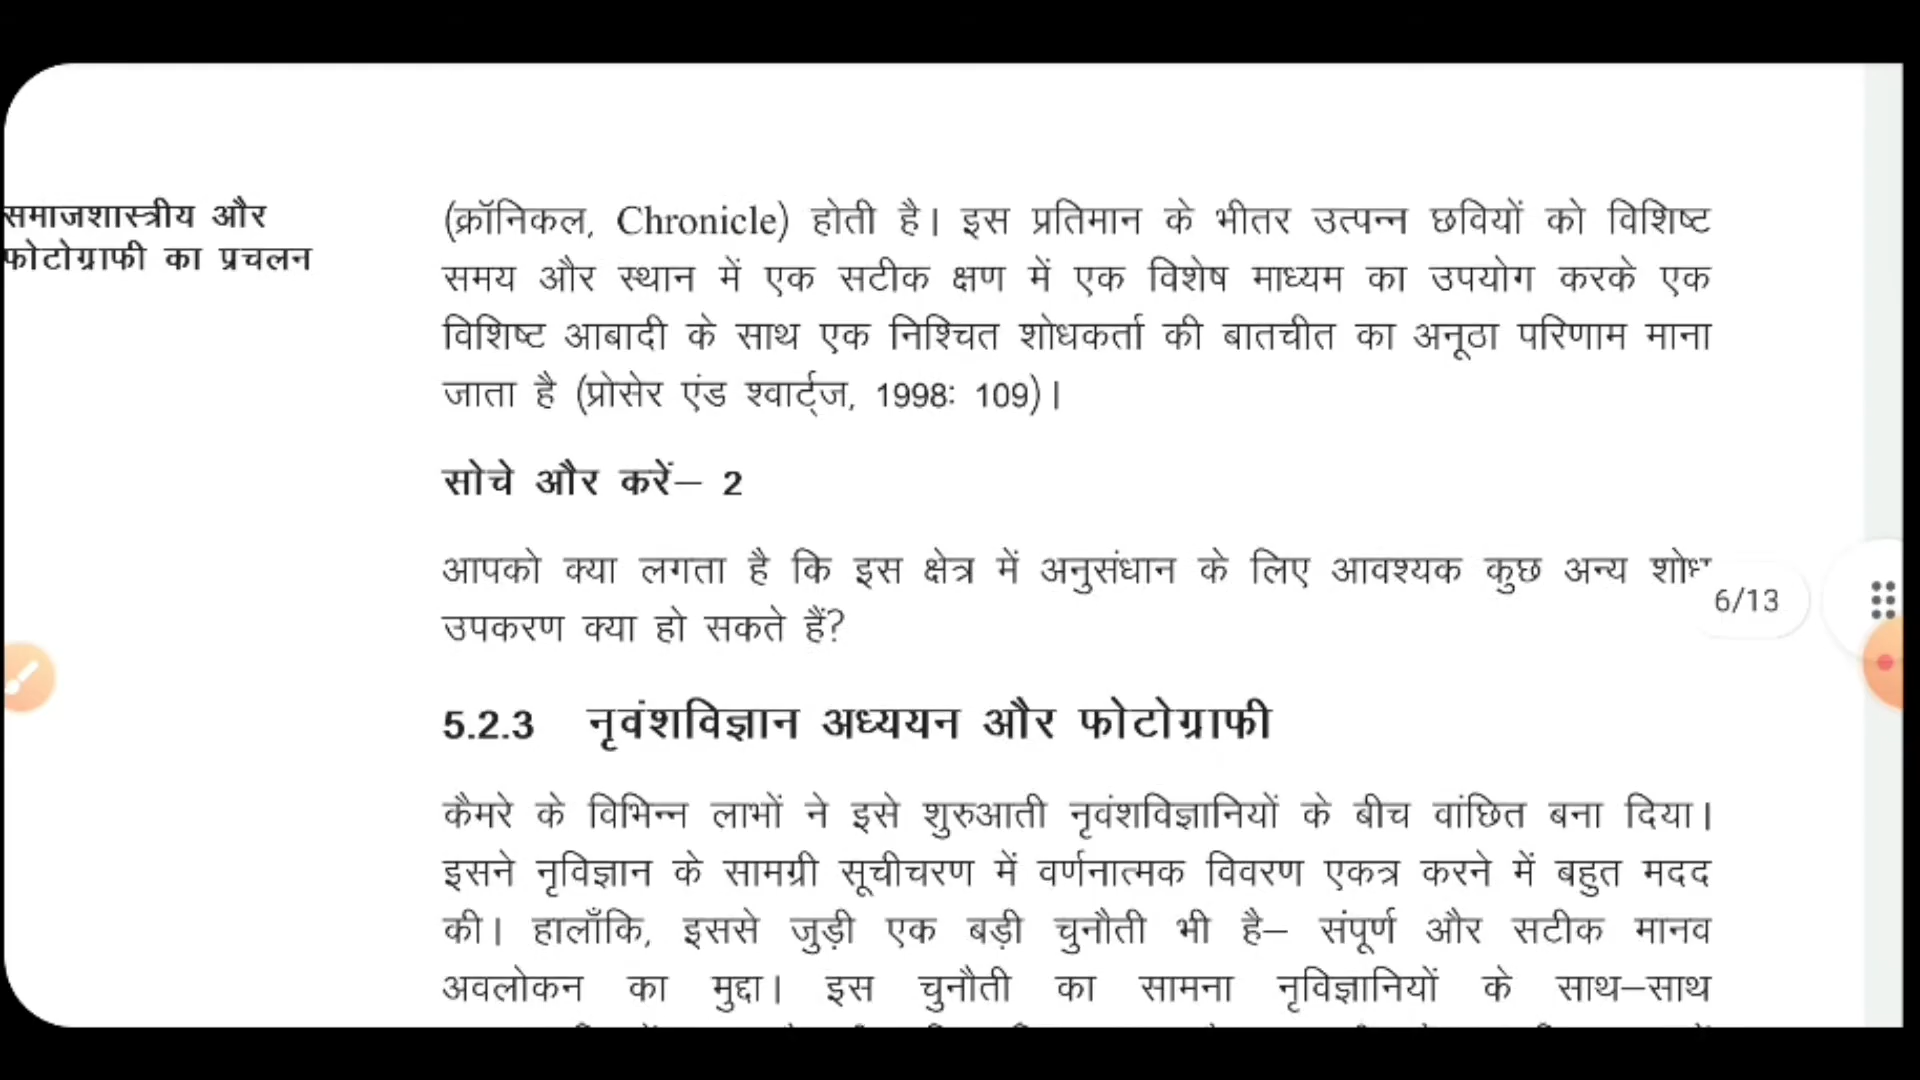 समाजशास्त्रीय और
फोटोग्राफी का प्रचलन
(क्रॉनिकल, Chronicle) होती है। इस प्रतिमान के भीतर उत्पन्न छवियों को विशिष्ट
समय और स्थान में एक सटीक क्षण में एक विशेष माध्यम का उपयोग करके एक
विशिष्ट आबादी के साथ एक निश्चित शोधकर्ता की बातचीत का अनूठा परिणाम माना
जाता है (प्रोसेर एंड श्वार्ट्ज, 1998: 109)।
सोचे और करें– 2
आपको क्या लगता है कि इस क्षेत्र में अनुसंधान के लिए आवश्यक कुछ अन्य शोध
उपकरण क्या हो सकते हैं?
6/13
5.2.3 नृवंशविज्ञान अध्ययन और फोटोग्राफी
कैमरे के विभिन्न लाभों ने इसे शुरुआती नृवंशविज्ञानियों के बीच वांछित बना दिया।
इसने नृविज्ञान के सामग्री सूचीचरण में वर्णनात्मक विवरण एकत्र करने में बहुत मदद
की। हालाँकि, इससे जुड़ी एक बड़ी चुनौती भी है– संपूर्ण और सटीक मानव
अवलोकन का मुद्दा। इस चुनौती का सामना नृविज्ञानियों के साथ–साथ